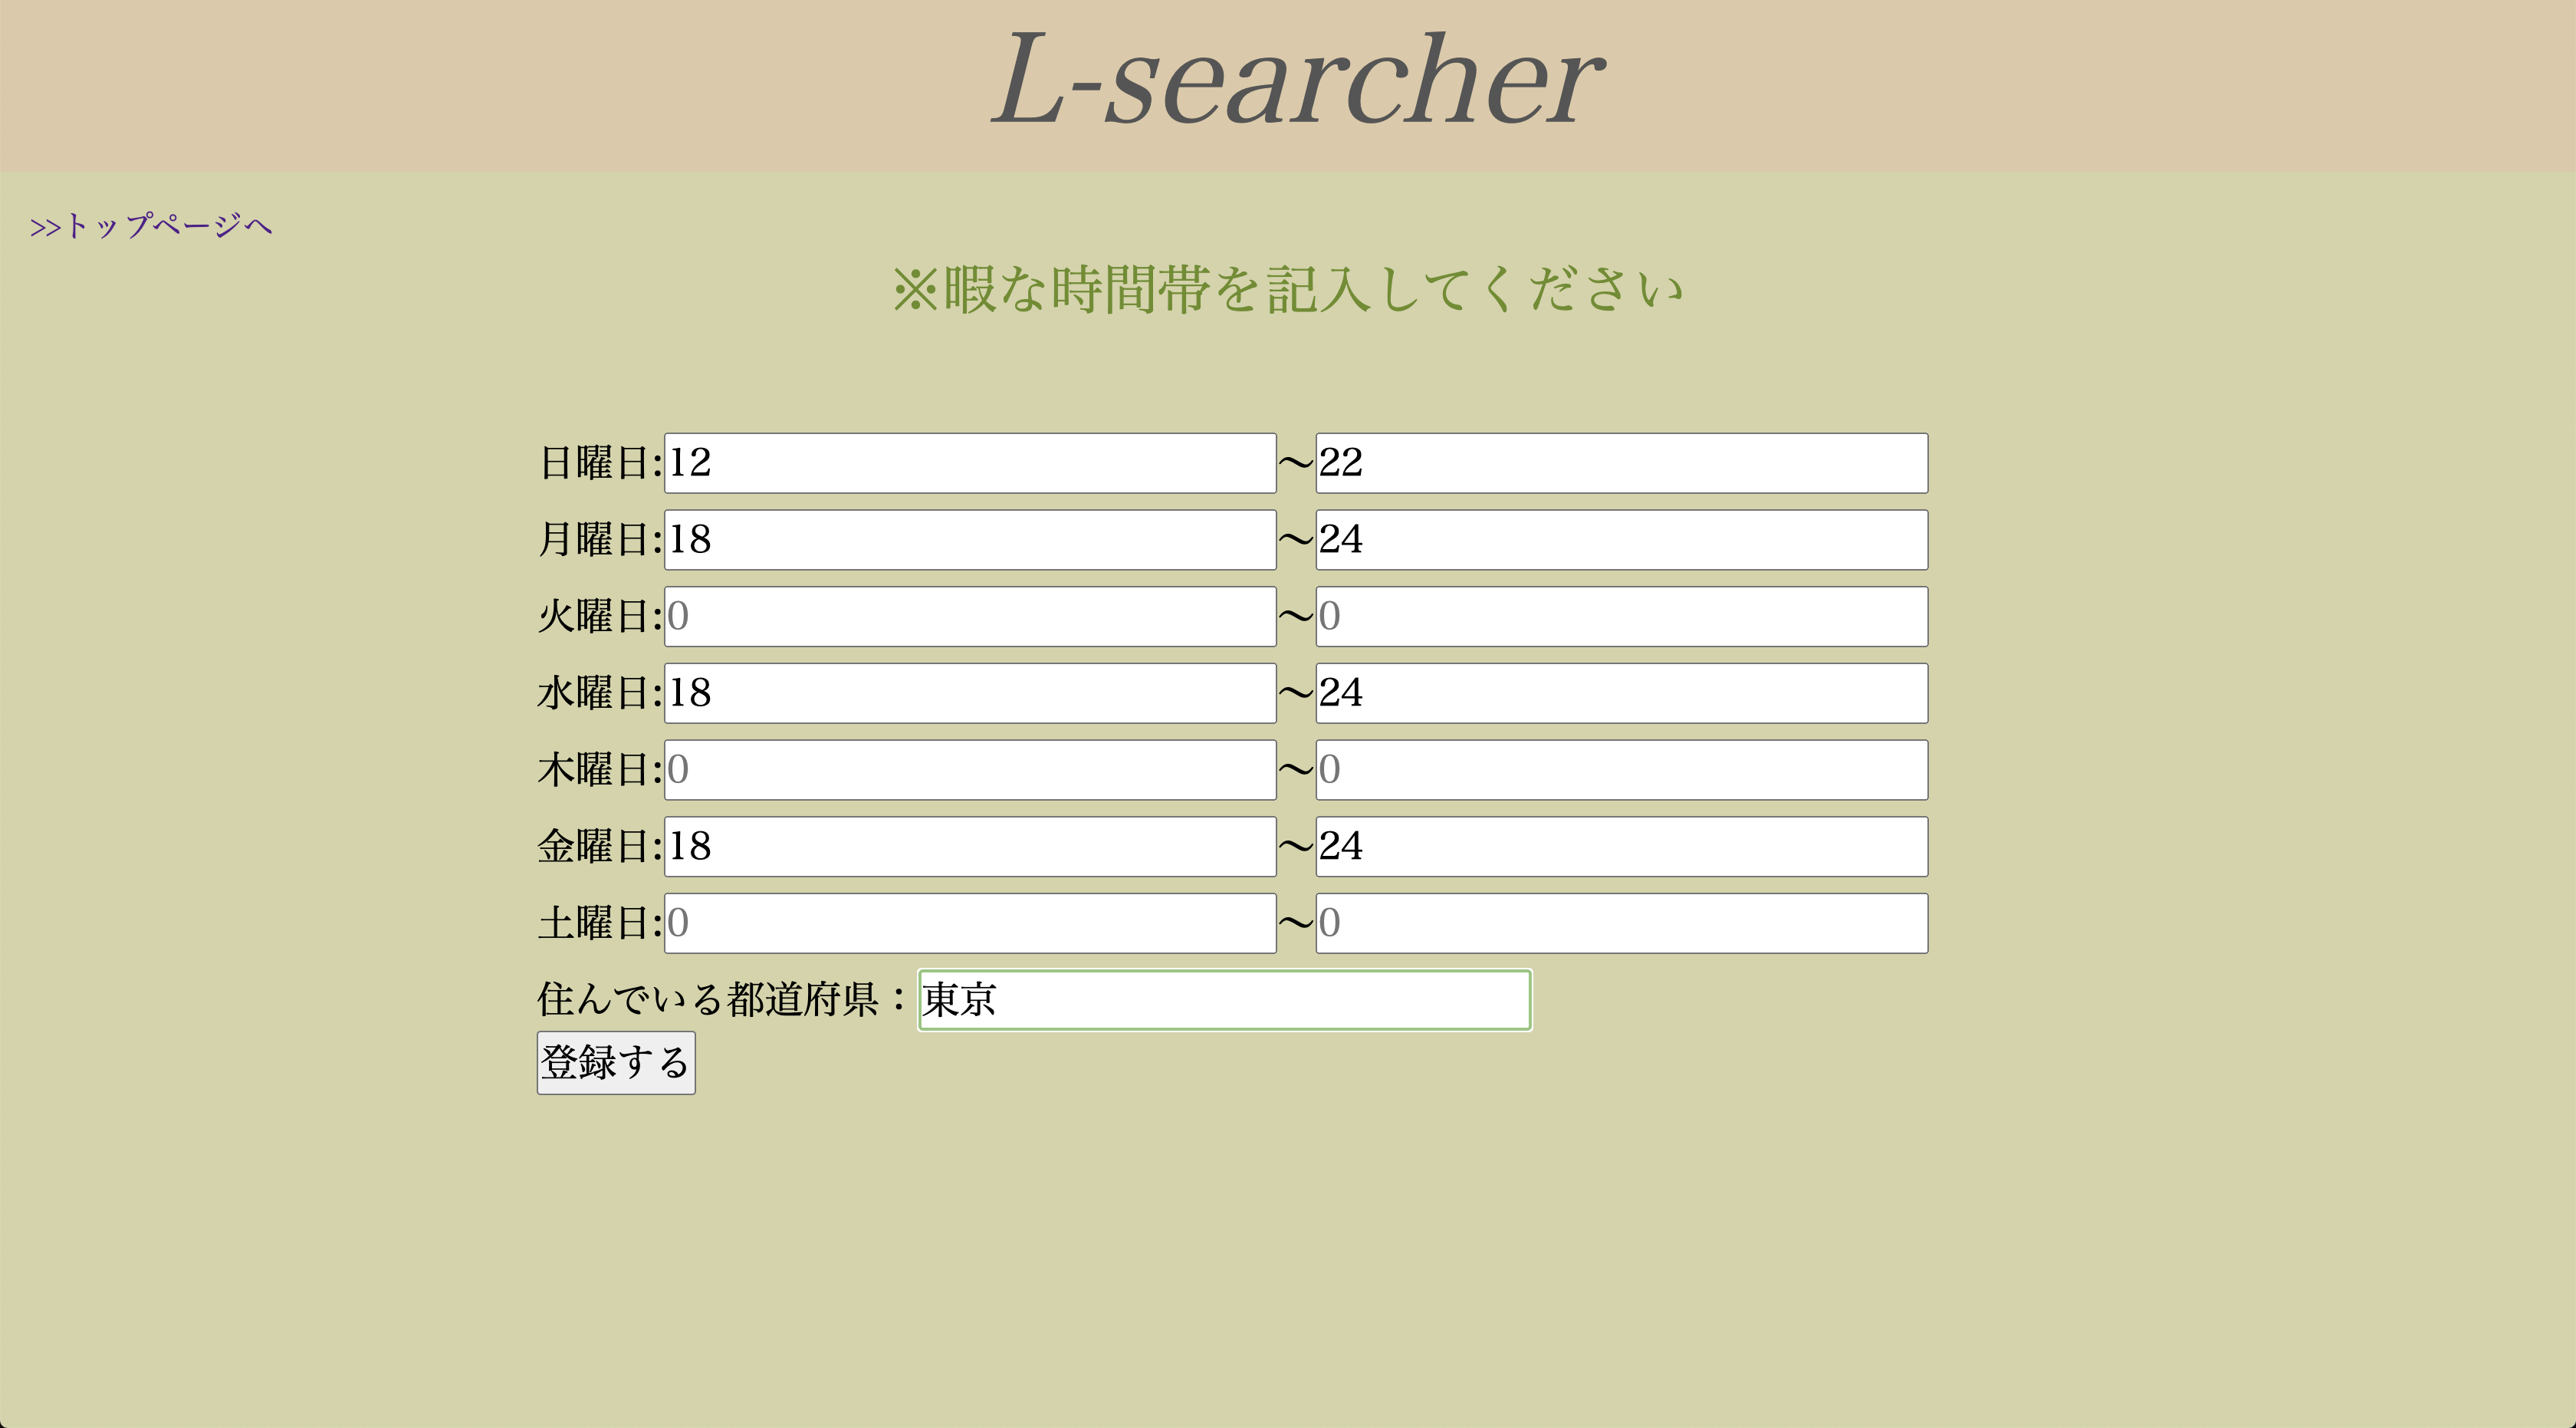 L-searcher
>>トップページへ
※暇な時間帯を記入してください
日曜日:12～22
月曜日:18～24
火曜日:0～0
水曜日:18～24
木曜日:0～0
金曜日:18～24
土曜日:0～0
住んでいる都道府県：東京
登録する